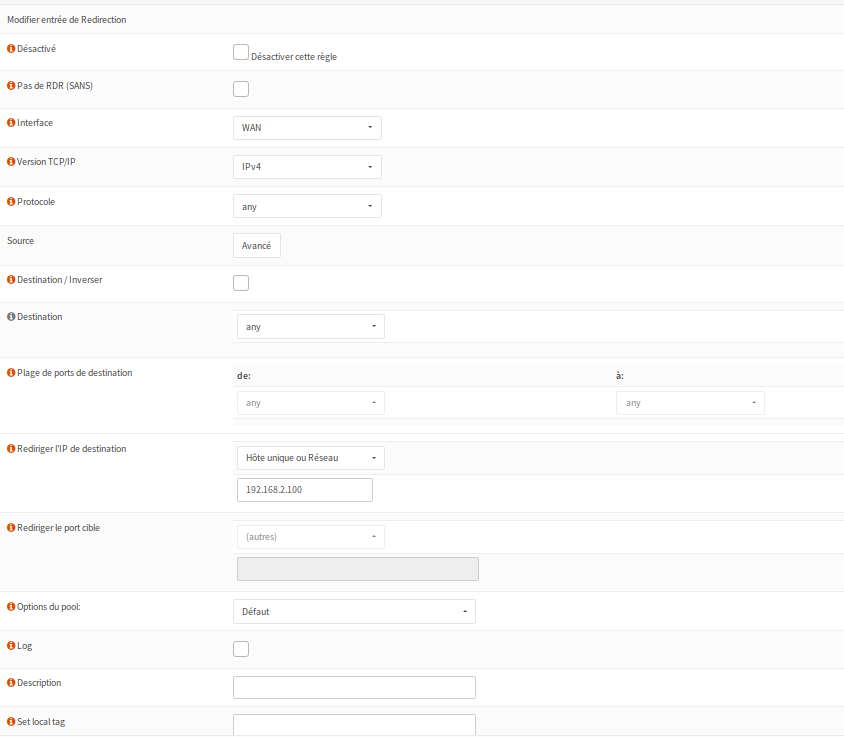 Modifier entrée de Redirection
Désactivé
Désactiver cette règle
Pas de RDR (SANS)
Interface
WAN
Version TCP/IP
IPv4
Protocole
any
Source
Avancé
Destination / Inverser
Destination
any
Plage de ports de destination
de: à:
any any
Rediriger l'IP de destination
Hôte unique ou Réseau
192.168.2.100
Rediriger le port cible
(autres)
Options du pool:
Défaut
Log
Description
Set local tag